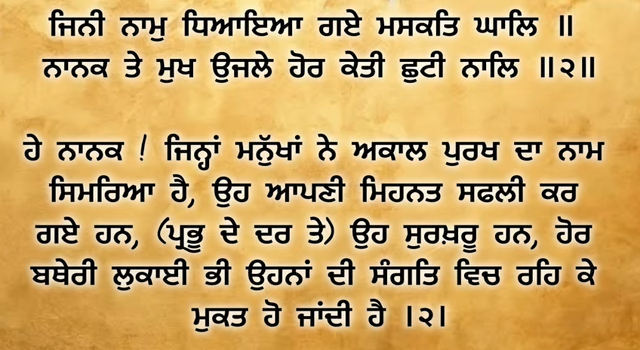 ਜਿਨੀ ਨਾਮੁ ਧਿਆਇਆ ਗਏ ਮਸਕਤਿ ਘਾਲਿ ॥
ਨਾਨਕ ਤੇ ਮੁਖ ਉਜਲੇ ਹੋਰ ਕੇਤੀ ਛੁਟੀ ਨਾਲਿ ॥੨॥
ਹੇ ਨਾਨਕ ! ਜਿਨ੍ਹਾਂ ਮਨੁੱਖਾਂ ਨੇ ਅਕਾਲ ਪੁਰਖ ਦਾ ਨਾਮ
ਸਿਮਰਿਆ ਹੈ, ਉਹ ਆਪਣੀ ਮਿਹਨਤ ਸਫਲੀ ਕਰ
ਗਏ ਹਨ, (ਪ੍ਰਭੂ ਦੇ ਦਰ ਤੇ) ਉਹ ਸੁਰਖ਼ਰੂ ਹਨ, ਹੋਰ
ਬਥੇਰੀ ਲੁਕਾਈ ਭੀ ਉਹਨਾਂ ਦੀ ਸੰਗਤਿ ਵਿਚ ਰਹਿ ਕੇ
ਮੁਕਤ ਹੋ ਜਾਂਦੀ ਹੈ ।੨।